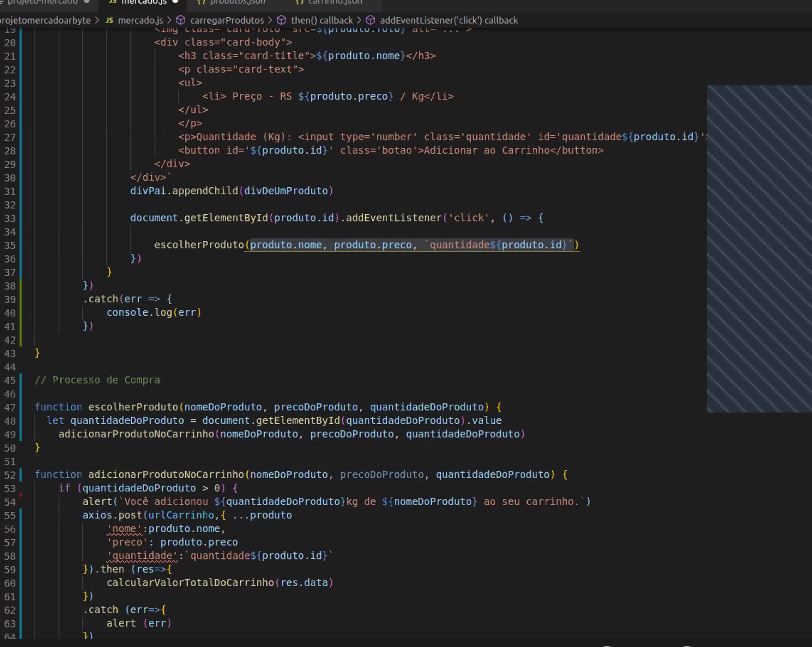 projeto-mercado
JS mercado.js
{} produtos.json
{} carrinho.json
projetomercadoarbyte > JS mercado.js > carregarProdutos > then() callback > addEventListener('click') callback
19 <img class="card-foto" src="${produto.foto}" alt="...">
20 <div class="card-body">
21 <h3 class="card-title">${produto.nome}</h3>
22 <p class="card-text">
23 <ul>
24 <li> Preço - RS ${produto.preco} / Kg</li>
25 </ul>
26 </p>
27 <p>Quantidade (Kg): <input type='number' class='quantidade' id='quantidade${produto.id}'>
28 <button id='${produto.id}' class='botao'>Adicionar ao Carrinho</button>
29 </div>
30 </div>`
31 divPai.appendChild(divDeUmProduto)
32
33 document.getElementById(produto.id).addEventListener('click', () => {
34
35 escolherProduto(produto.nome, produto.preco, `quantidade${produto.id}`)
36 })
37 }
38 })
39 .catch(err => {
40 console.log(err)
41 })
42
43 }
44
45 // Processo de Compra
46
47 function escolherProduto(nomeDoProduto, precoDoProduto, quantidadeDoProduto) {
48 let quantidadeDoProduto = document.getElementById(quantidadeDoProduto).value
49 adicionarProdutoNoCarrinho(nomeDoProduto, precoDoProduto, quantidadeDoProduto)
50 }
51
52 function adicionarProdutoNoCarrinho(nomeDoProduto, precoDoProduto, quantidadeDoProduto) {
53 if (quantidadeDoProduto > 0) {
54 alert(`Você adicionou ${quantidadeDoProduto}kg de ${nomeDoProduto} ao seu carrinho.`)
55 axios.post(urlCarrinho,{ ...produto
56 'nome':produto.nome,
57 'preco': produto.preco
58 'quantidade':`quantidade${produto.id}`
59 }).then (res=>{
60 calcularValorTotalDoCarrinho(res.data)
61 })
62 .catch (err=>{
63 alert (err)
64 })